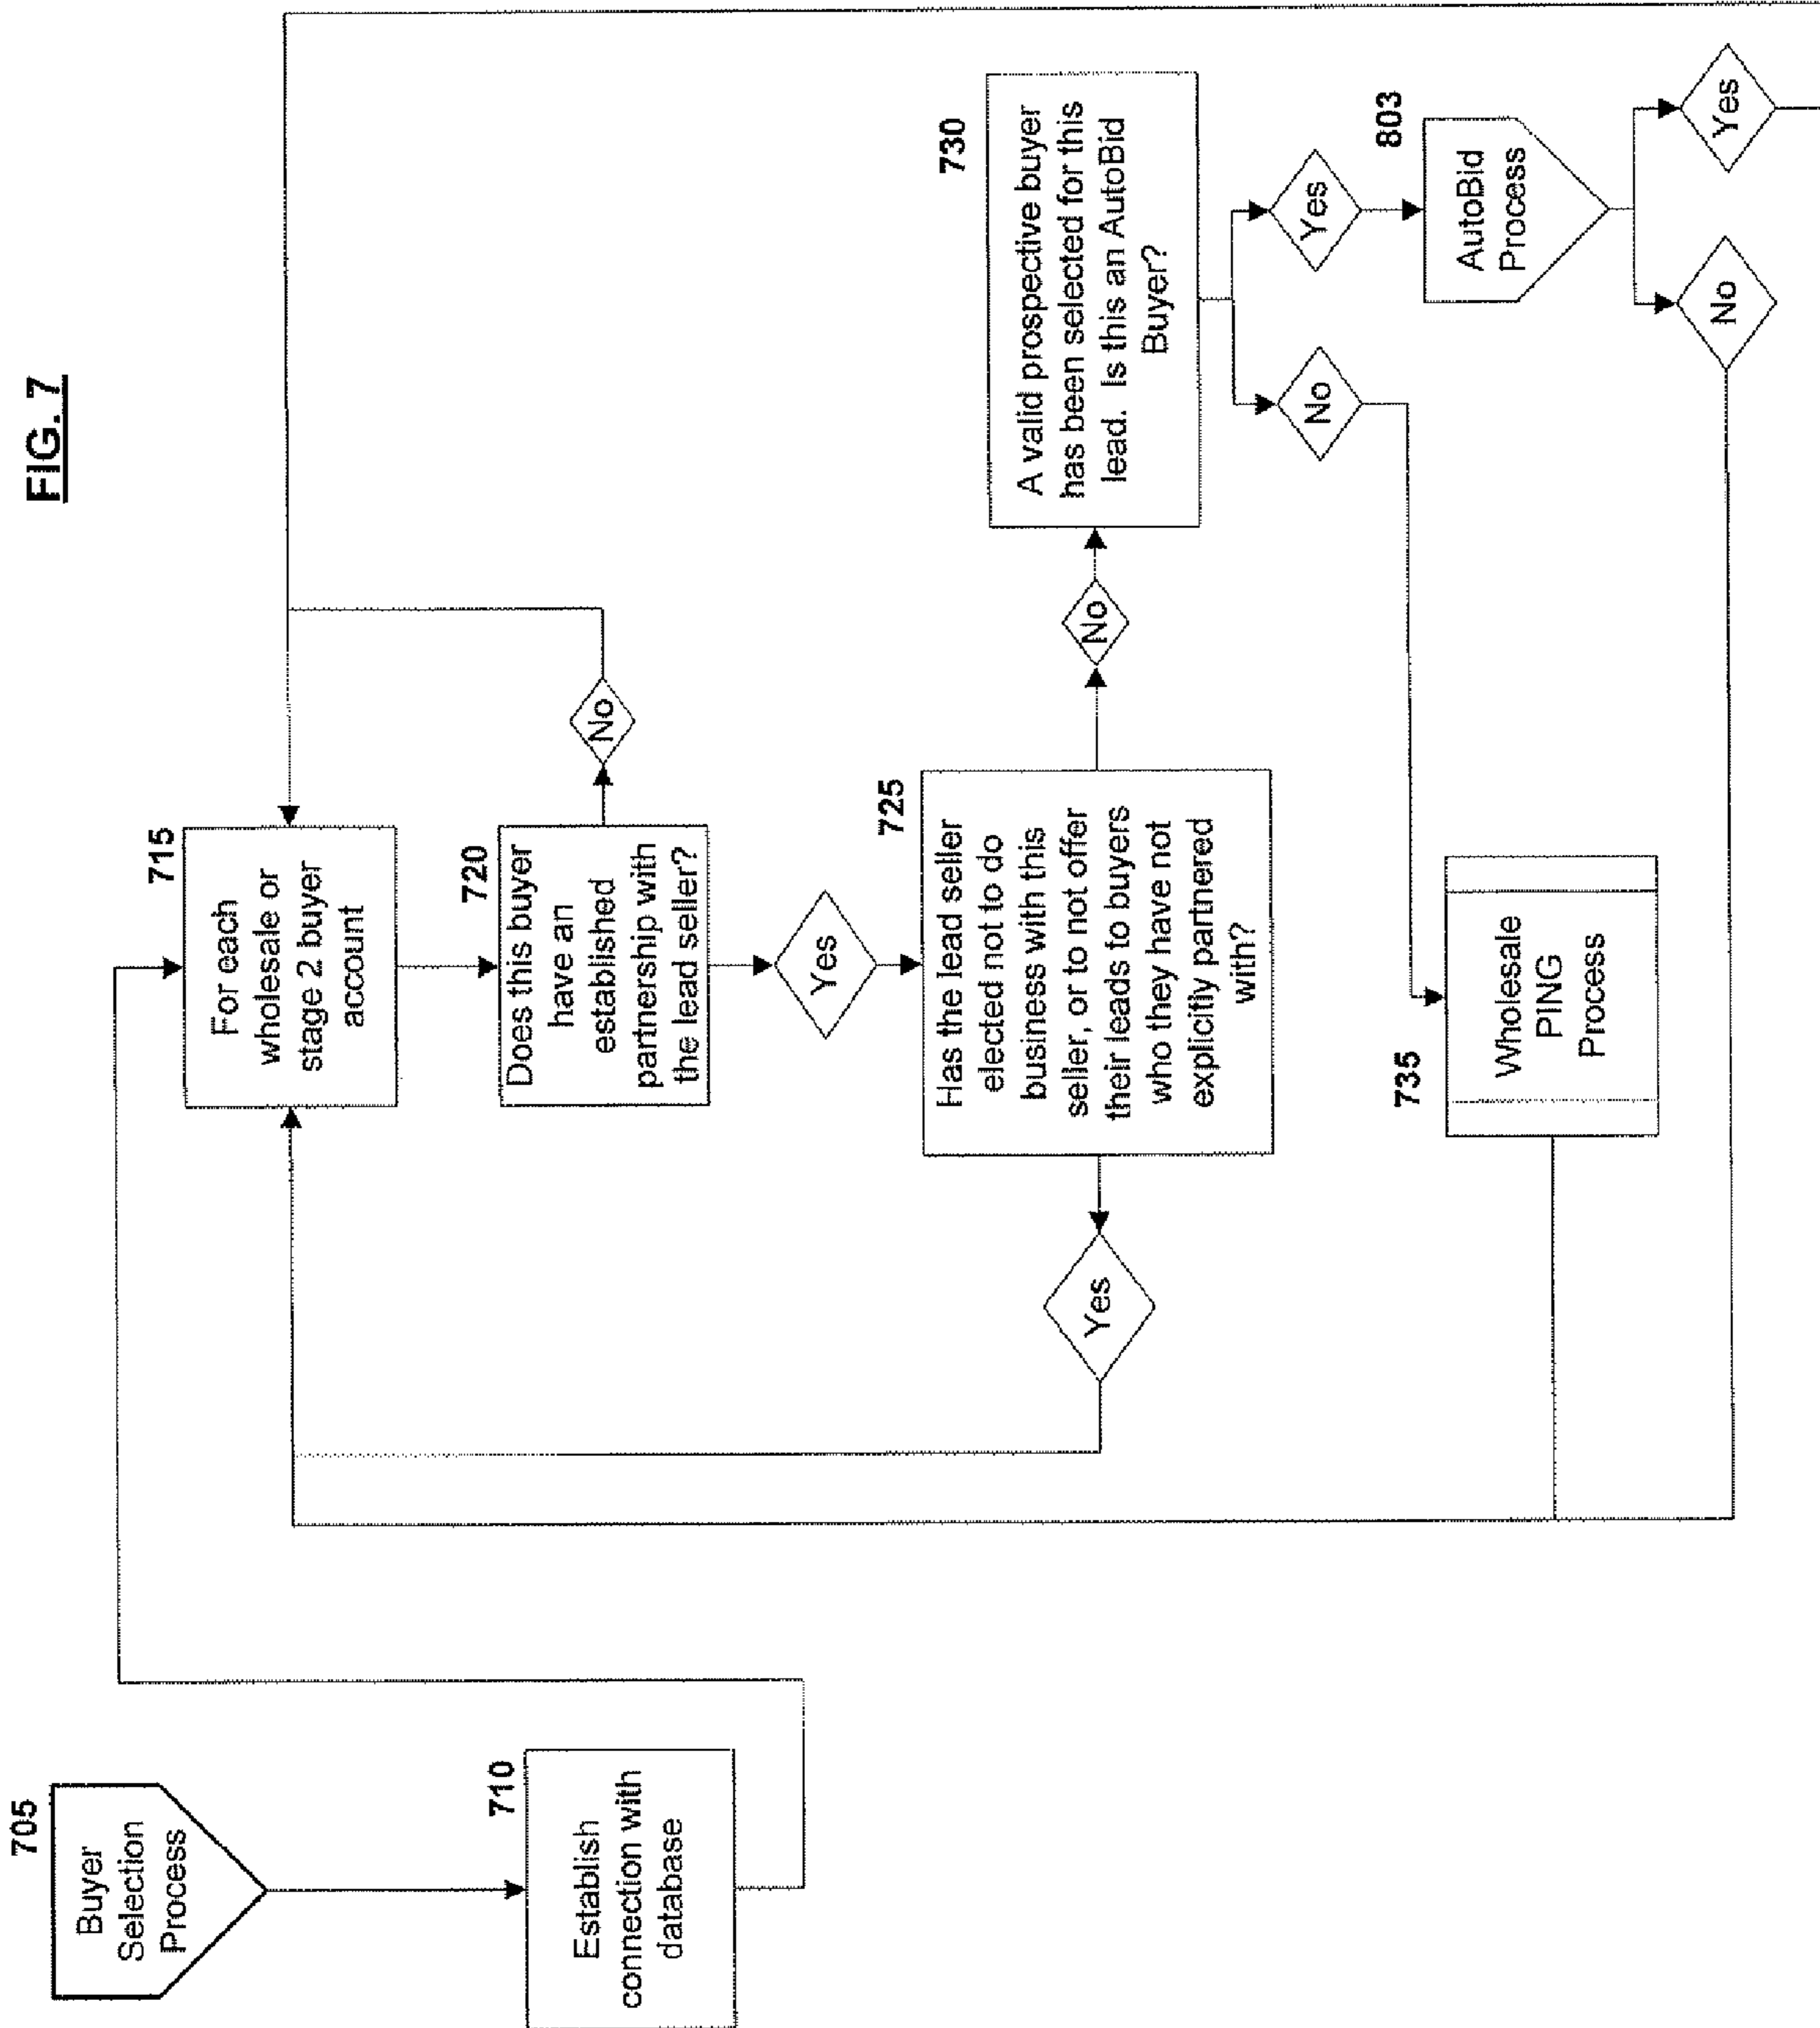 FIG. 7
705
Buyer
Selection
Process
710
Establish
connection with
database
715
For each
wholesale or
stage 2 buyer
account
720
Does this buyer
have an
established
partnership with
the lead seller?
No
Yes
725
Has the lead seller
elected not to do
business with this
seller, or to not offer
their leads to buyers
who they have not
explicifly partnered
with?
Yes
No
730
A valid prospective buyer
has been selected for this
lead. Is this an AutoBid
Buyer?
No
Yes
735
Wholesale
PING
Process
803
AutoBid
Process
No
Yes